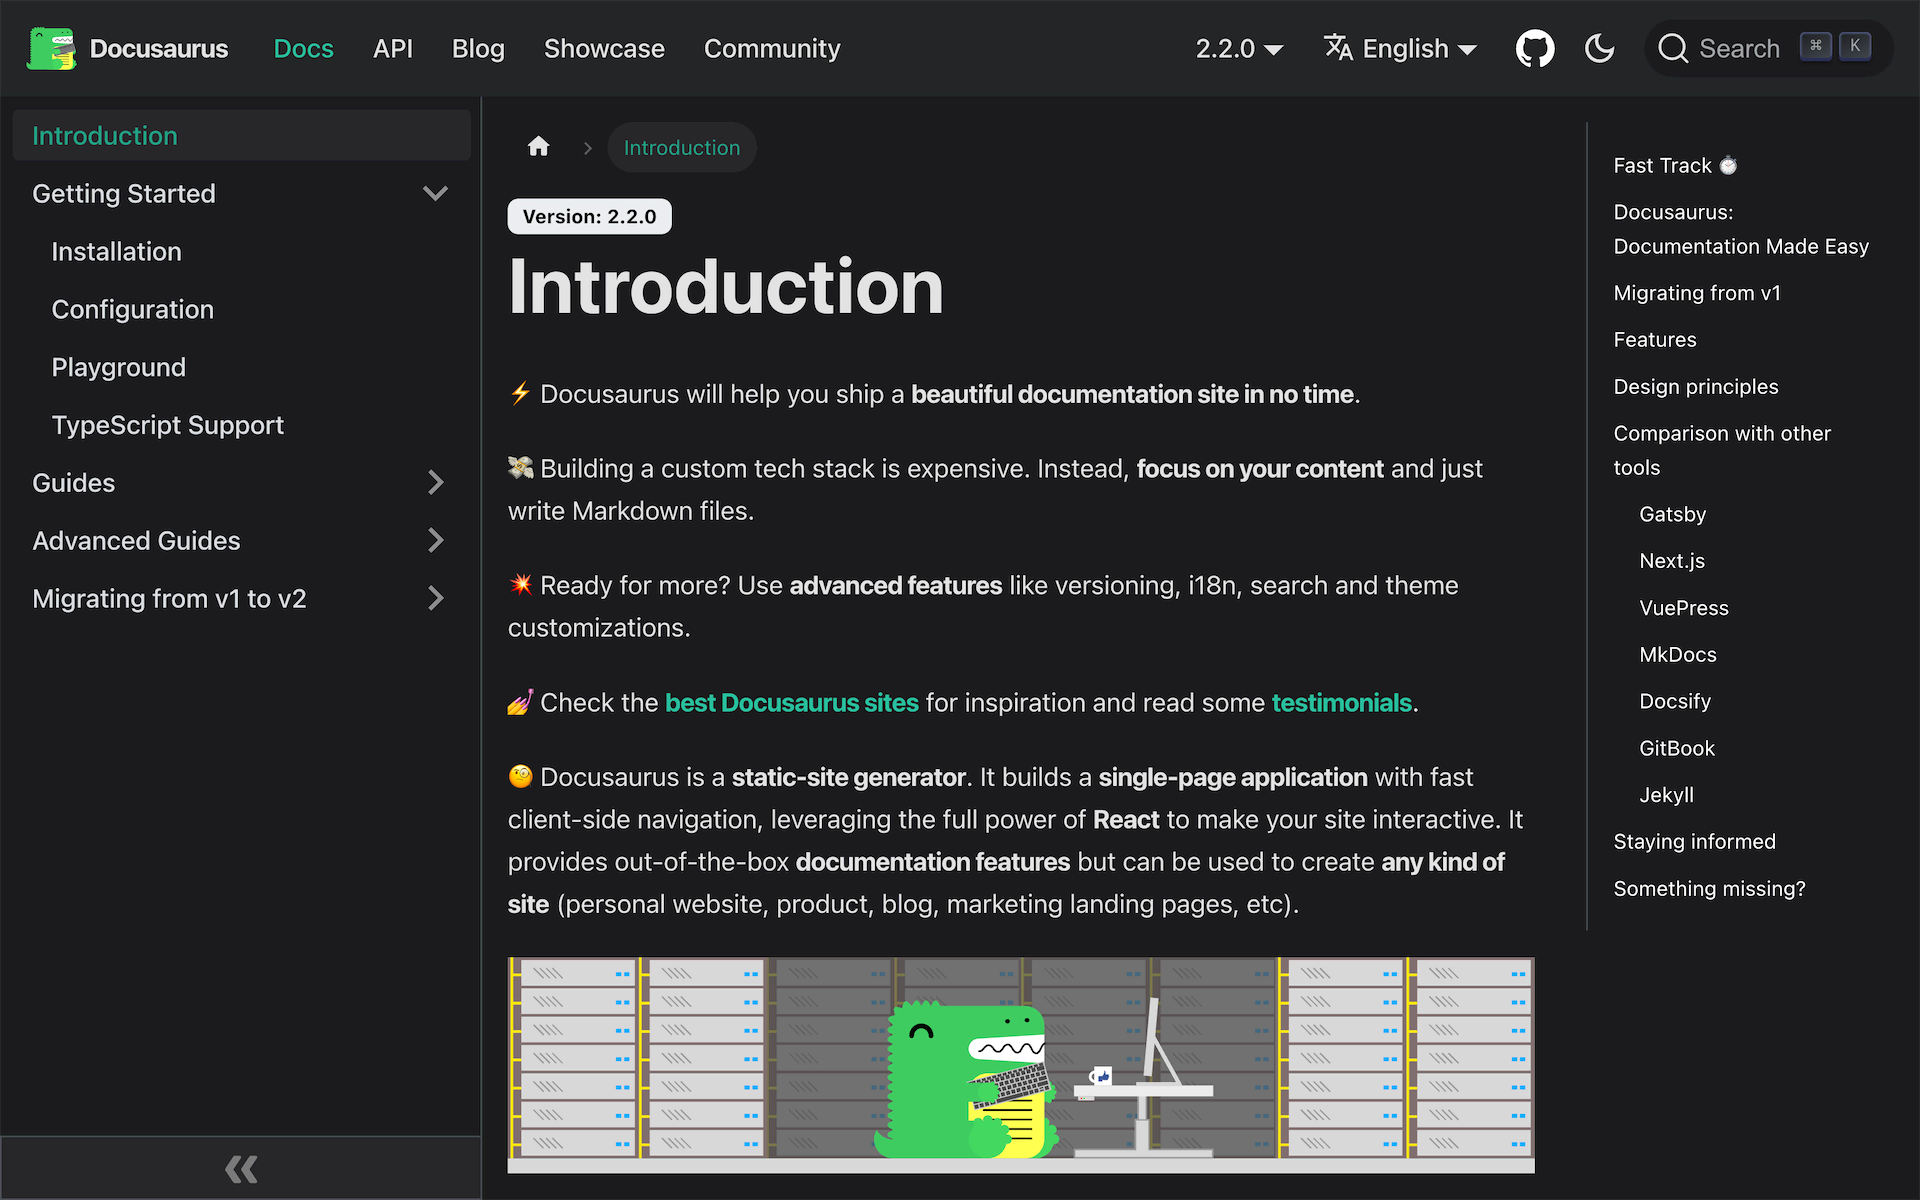 Docusaurus
Docs
API
Blog
Showcase
Community
2.2.0
English
Search
⌘
K
Introduction
Getting Started
Installation
Configuration
Playground
TypeScript Support
Guides
Advanced Guides
Migrating from v1 to v2
Introduction
Version: 2.2.0
Introduction
⚡ Docusaurus will help you ship a beautiful documentation site in no time.
💸 Building a custom tech stack is expensive. Instead, focus on your content and just
write Markdown files.
💥 Ready for more? Use advanced features like versioning, i18n, search and theme
customizations.
💅 Check the best Docusaurus sites for inspiration and read some testimonials.
🧐 Docusaurus is a static-site generator. It builds a single-page application with fast
client-side navigation, leveraging the full power of React to make your site interactive. It
provides out-of-the-box documentation features but can be used to create any kind of
site (personal website, product, blog, marketing landing pages, etc).
Fast Track ⏱️
Docusaurus:
Documentation Made Easy
Migrating from v1
Features
Design principles
Comparison with other
tools
Gatsby
Next.js
VuePress
MkDocs
Docsify
GitBook
Jekyll
Staying informed
Something missing?